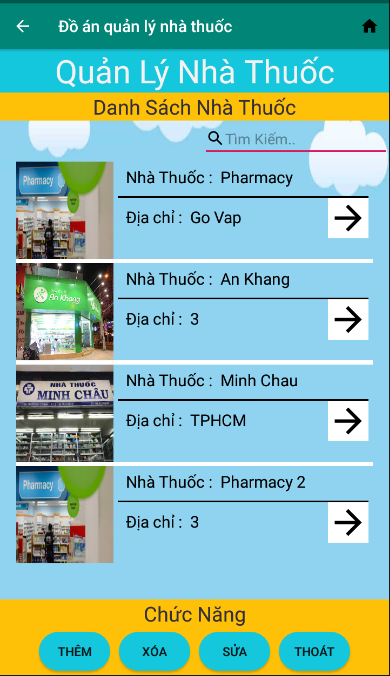 Đồ án quản lý nhà thuốc
Quản Lý Nhà Thuốc
Danh Sách Nhà Thuốc
Tìm Kiếm..
Pharmacy
Nhà Thuốc : Pharmacy
Địa chỉ : Go Vap
An Khang
Nhà Thuốc : An Khang
Địa chỉ : 3
NHÀ THUỐC
MINH CHÂU
Nhà Thuốc : Minh Chau
Địa chỉ : TPHCM
Pharmacy
Nhà Thuốc : Pharmacy 2
Địa chỉ : 3
Chức Năng
THÊM
XÓA
SỬA
THOÁT